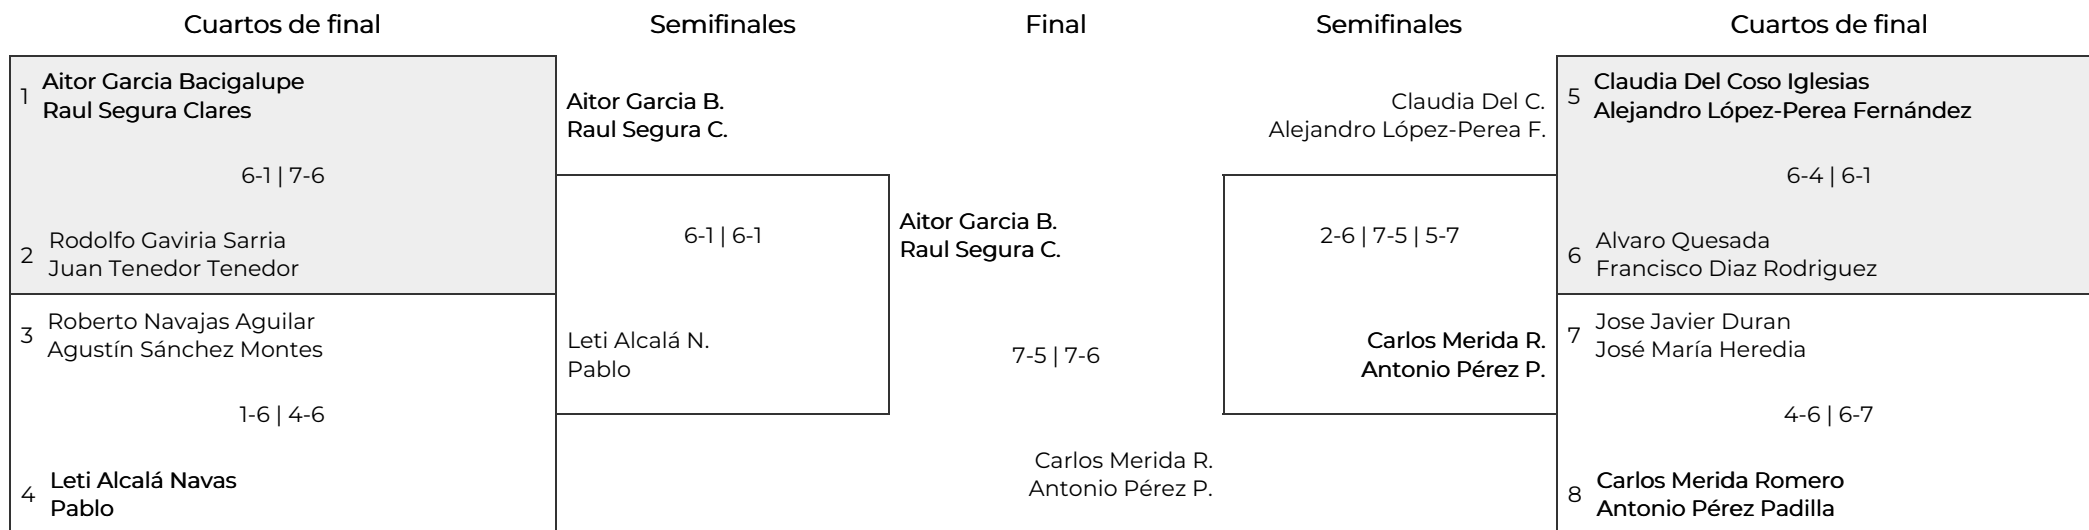 Cuartos de final
Semifinales
Final
Semifinales
Cuartos de final
1
Aitor Garcia Bacigalupe
Raul Segura Clares
6-1 | 7-6
2
Rodolfo Gaviria Sarria
Juan Tenedor Tenedor
3
Roberto Navajas Aguilar
Agustín Sánchez Montes
1-6 | 4-6
4
Leti Alcalá Navas
Pablo
Aitor Garcia B.
Raul Segura C.
6-1 | 6-1
Leti Alcalá N.
Pablo
Aitor Garcia B.
Raul Segura C.
7-5 | 7-6
Carlos Merida R.
Antonio Pérez P.
Claudia Del C.
Alejandro López-Perea F.
2-6 | 7-5 | 5-7
Carlos Merida R.
Antonio Pérez P.
5
Claudia Del Coso Iglesias
Alejandro López-Perea Fernández
6-4 | 6-1
6
Alvaro Quesada
Francisco Diaz Rodriguez
7
Jose Javier Duran
José María Heredia
4-6 | 6-7
8
Carlos Merida Romero
Antonio Pérez Padilla